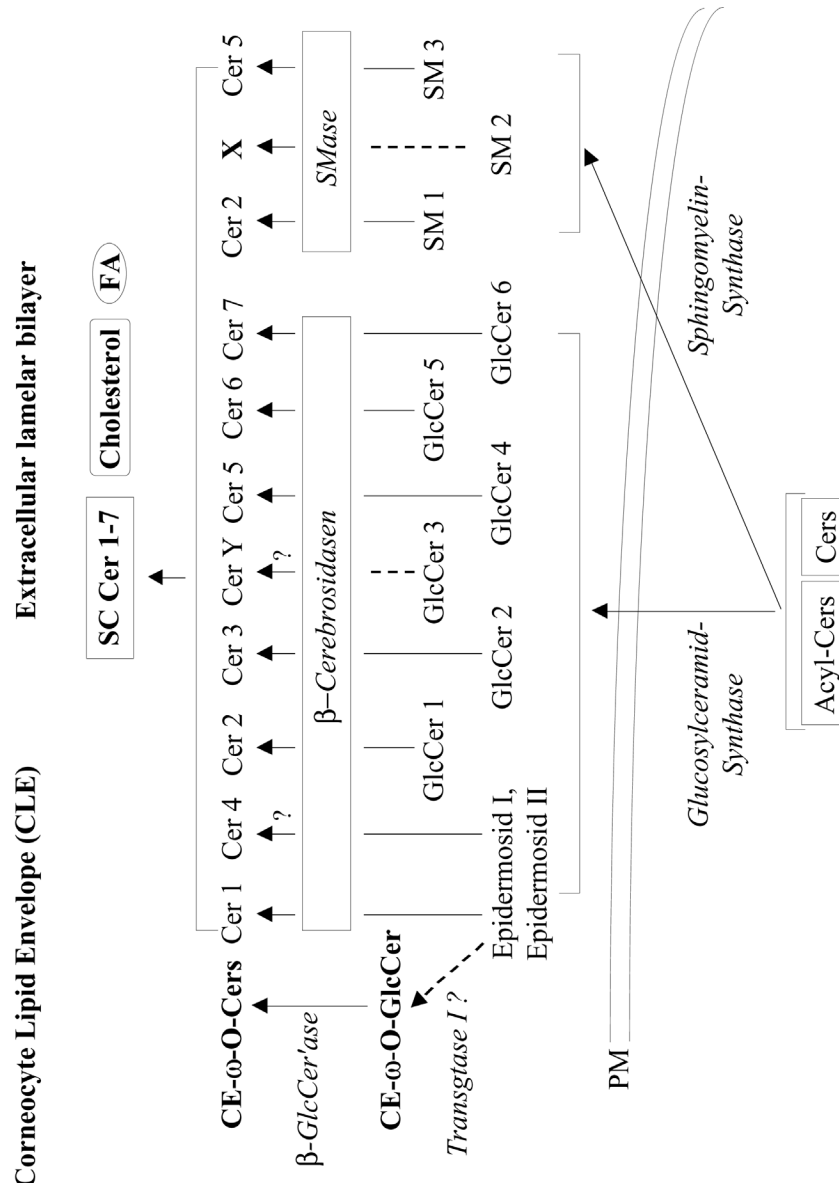 Corneocyte Lipid Envelope (CLE)
Extracellular lamelar bilayer
SC Cer 1-7
Cholesterol
FA
CE-ω-O-Cers
Cer 1
Cer 4
Cer 2
Cer 3
Cer Y
Cer 5
Cer 6
Cer 7
Cer 2
X
Cer 5
?
?
β-GlcCer'ase
β–Cerebrosidasen
SMase
CE-ω-O-GlcCer
GlcCer 1
GlcCer 3
GlcCer 5
SM 1
SM 3
Transgtase I ?
Epidermosid I,
Epidermosid II
GlcCer 2
GlcCer 4
GlcCer 6
SM 2
PM
Glucosylceramid-
Synthase
Sphingomyelin-
Synthase
Acyl-Cers
Cers